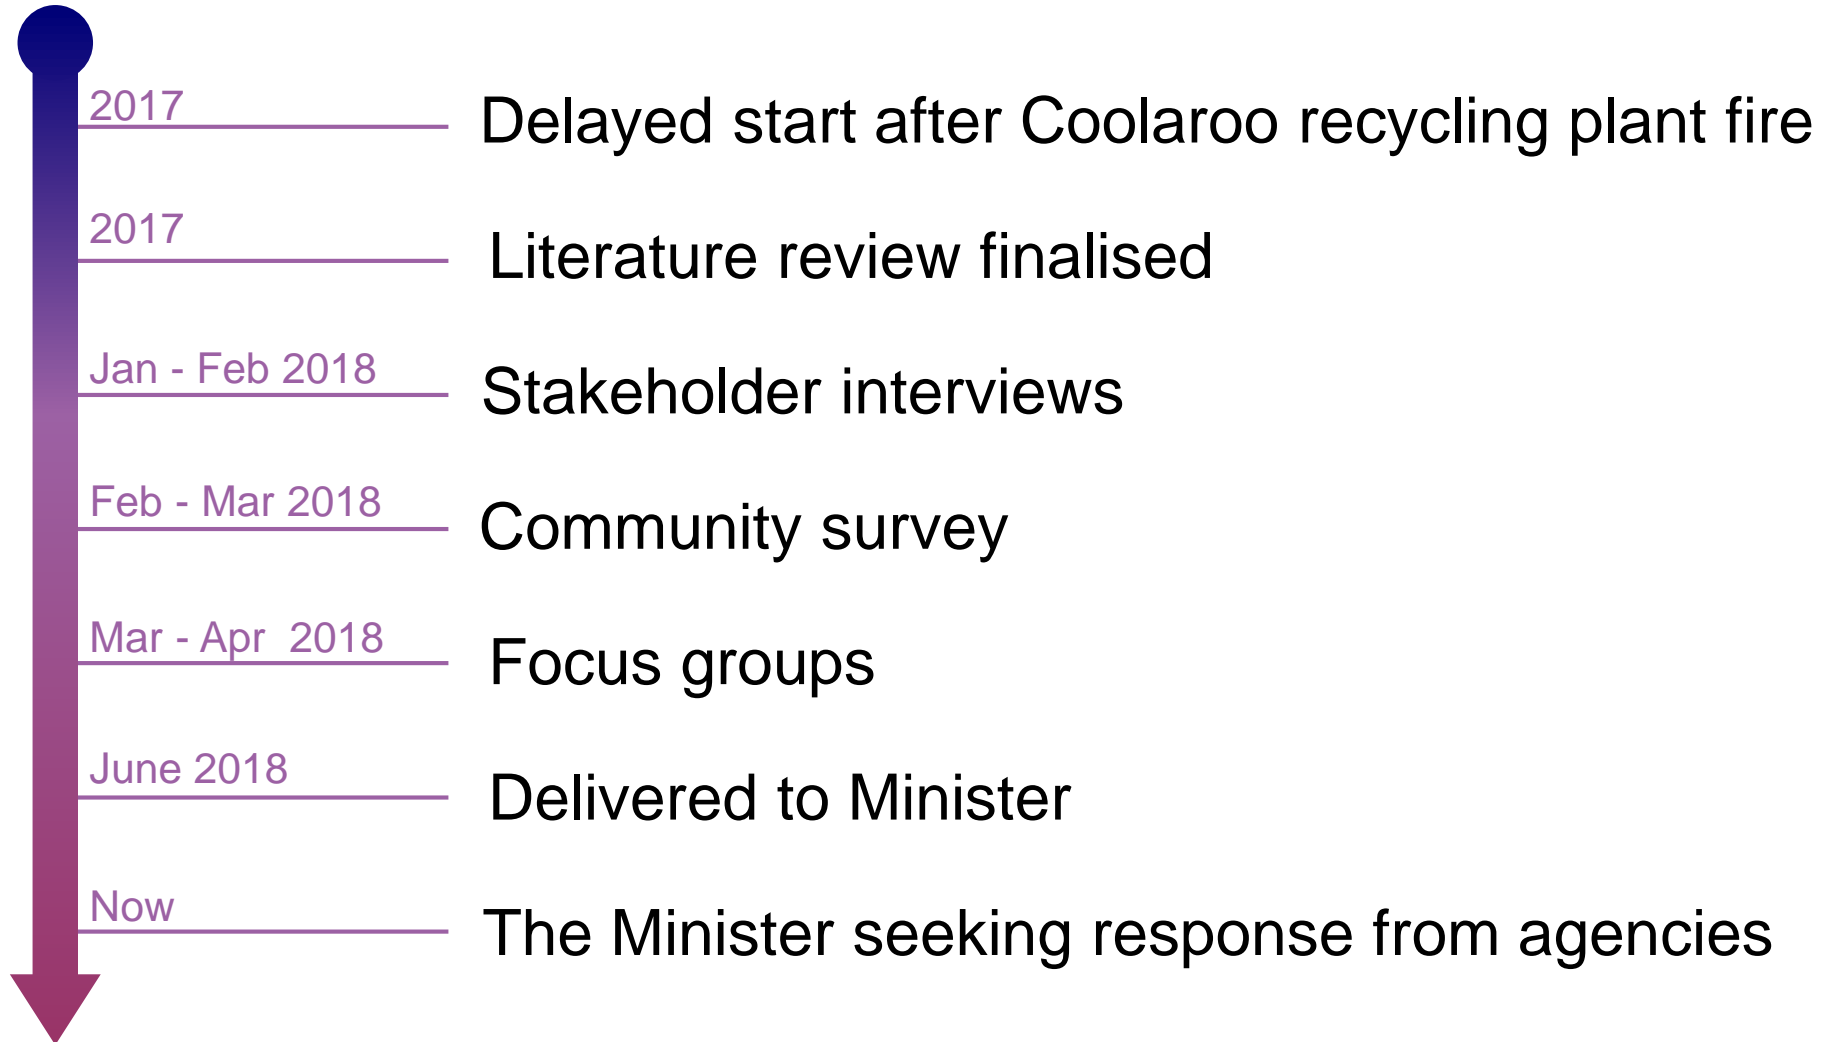 2017
Delayed start after Coolaroo recycling plant fire
2017
Literature review finalised
Jan - Feb 2018
Stakeholder interviews
Feb - Mar 2018
Community survey
Mar - Apr  2018
Focus groups
June 2018
Delivered to Minister
Now
The Minister seeking response from agencies